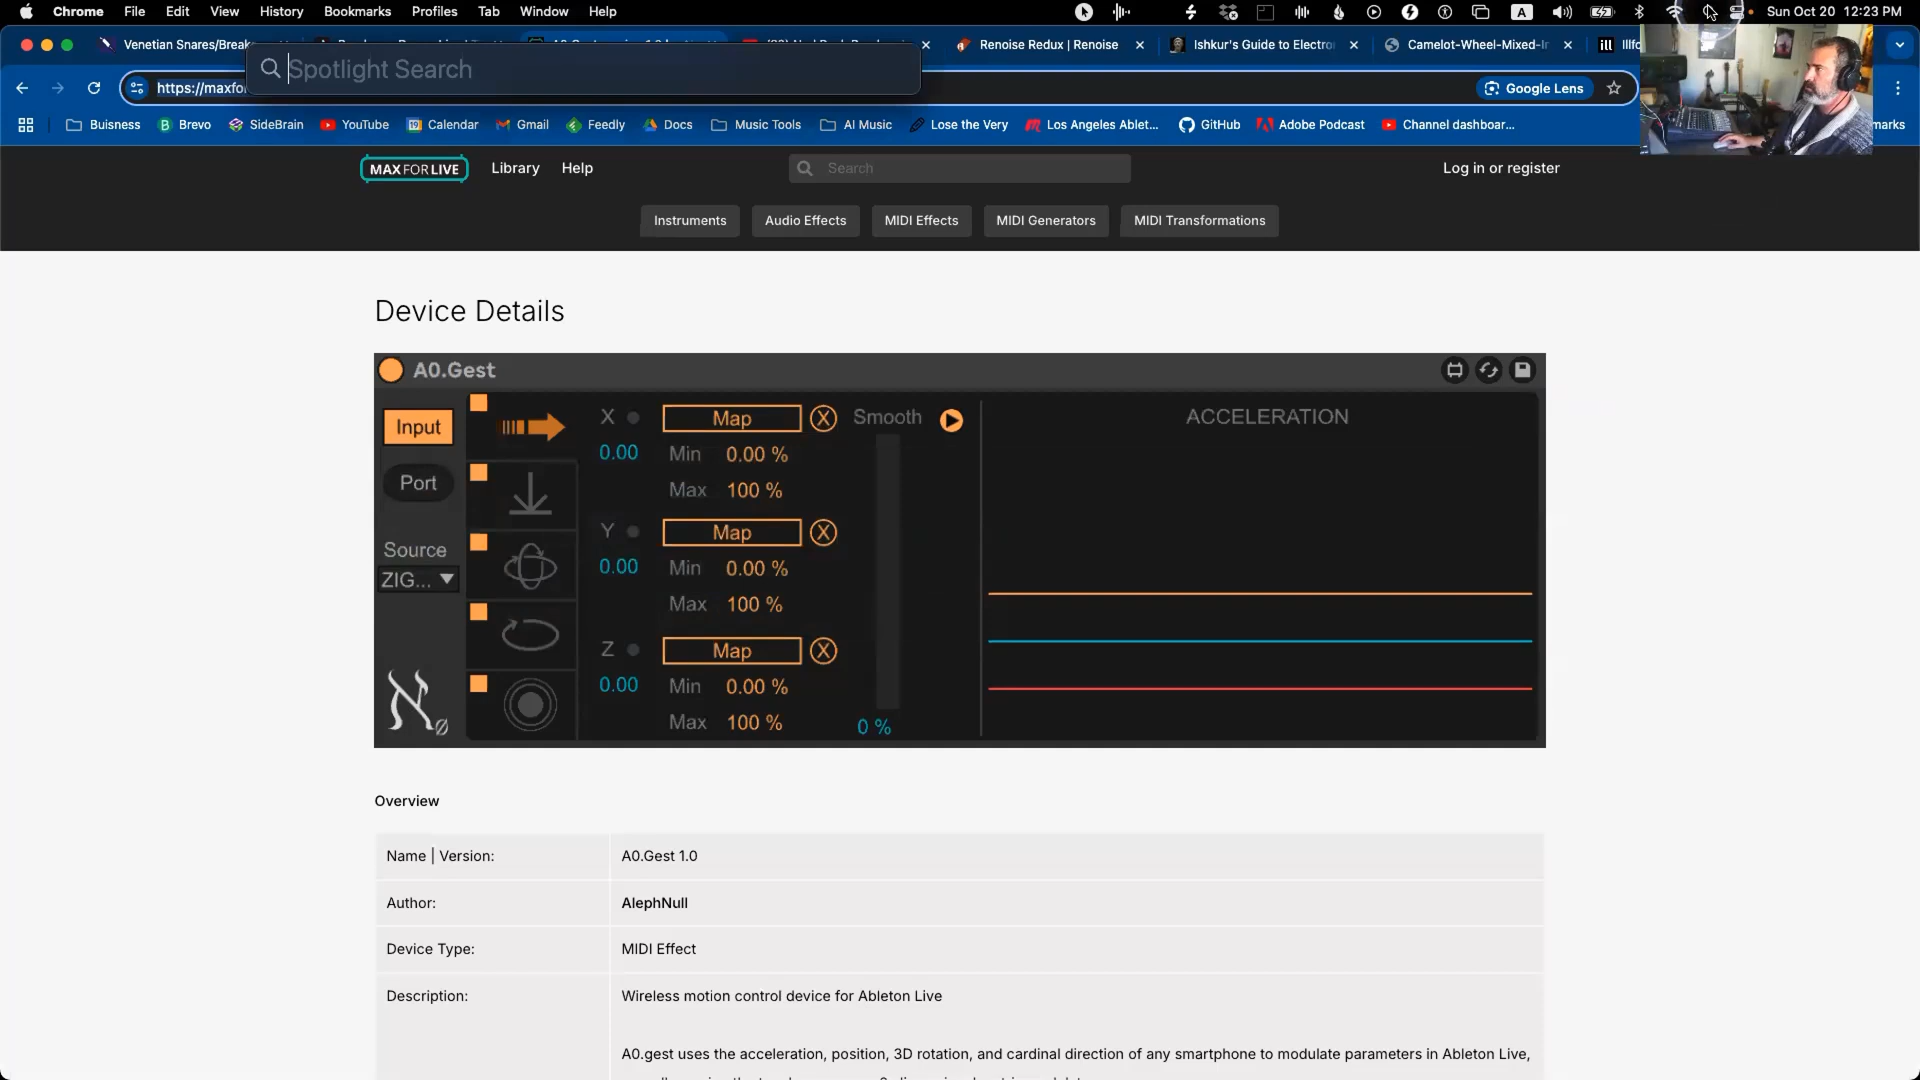 Chrome File Edit View History Bookmarks Profiles Tab Window Help
A
Sun Oct 20 12:23 PM
Venetian Snares/Break
Renoise Redux | Renoise
Ishkur's Guide to Electro
Camelot-Wheel-Mixed-In
ill
Spotlight Search
https://maxfo
Google Lens
Buisness Brevo SideBrain YouTube Calendar Gmail Feedly Docs Music Tools AI Music Lose the Very Los Angeles Ablet... GitHub Adobe Podcast Channel dashboar...
marks
MAX FOR LIVE
Library
Help
Search
Log in or register
Instruments
Audio Effects
MIDI Effects
MIDI Generators
MIDI Transformations
Device Details
A0.Gest
Input
X
Map
X
Smooth
ACCELERATION
0.00
Min 0.00 %
Port
Max 100 %
Y
Map
X
Source
0.00
Min 0.00 %
ZIG...
Max 100 %
Z
Map
X
0.00
Min 0.00 %
Max 100 %
0 %
Overview
Name | Version:
A0.Gest 1.0
Author:
AlephNull
Device Type:
MIDI Effect
Description:
Wireless motion control device for Ableton Live
A0.gest uses the acceleration, position, 3D rotation, and cardinal direction of any smartphone to modulate parameters in Ableton Live,